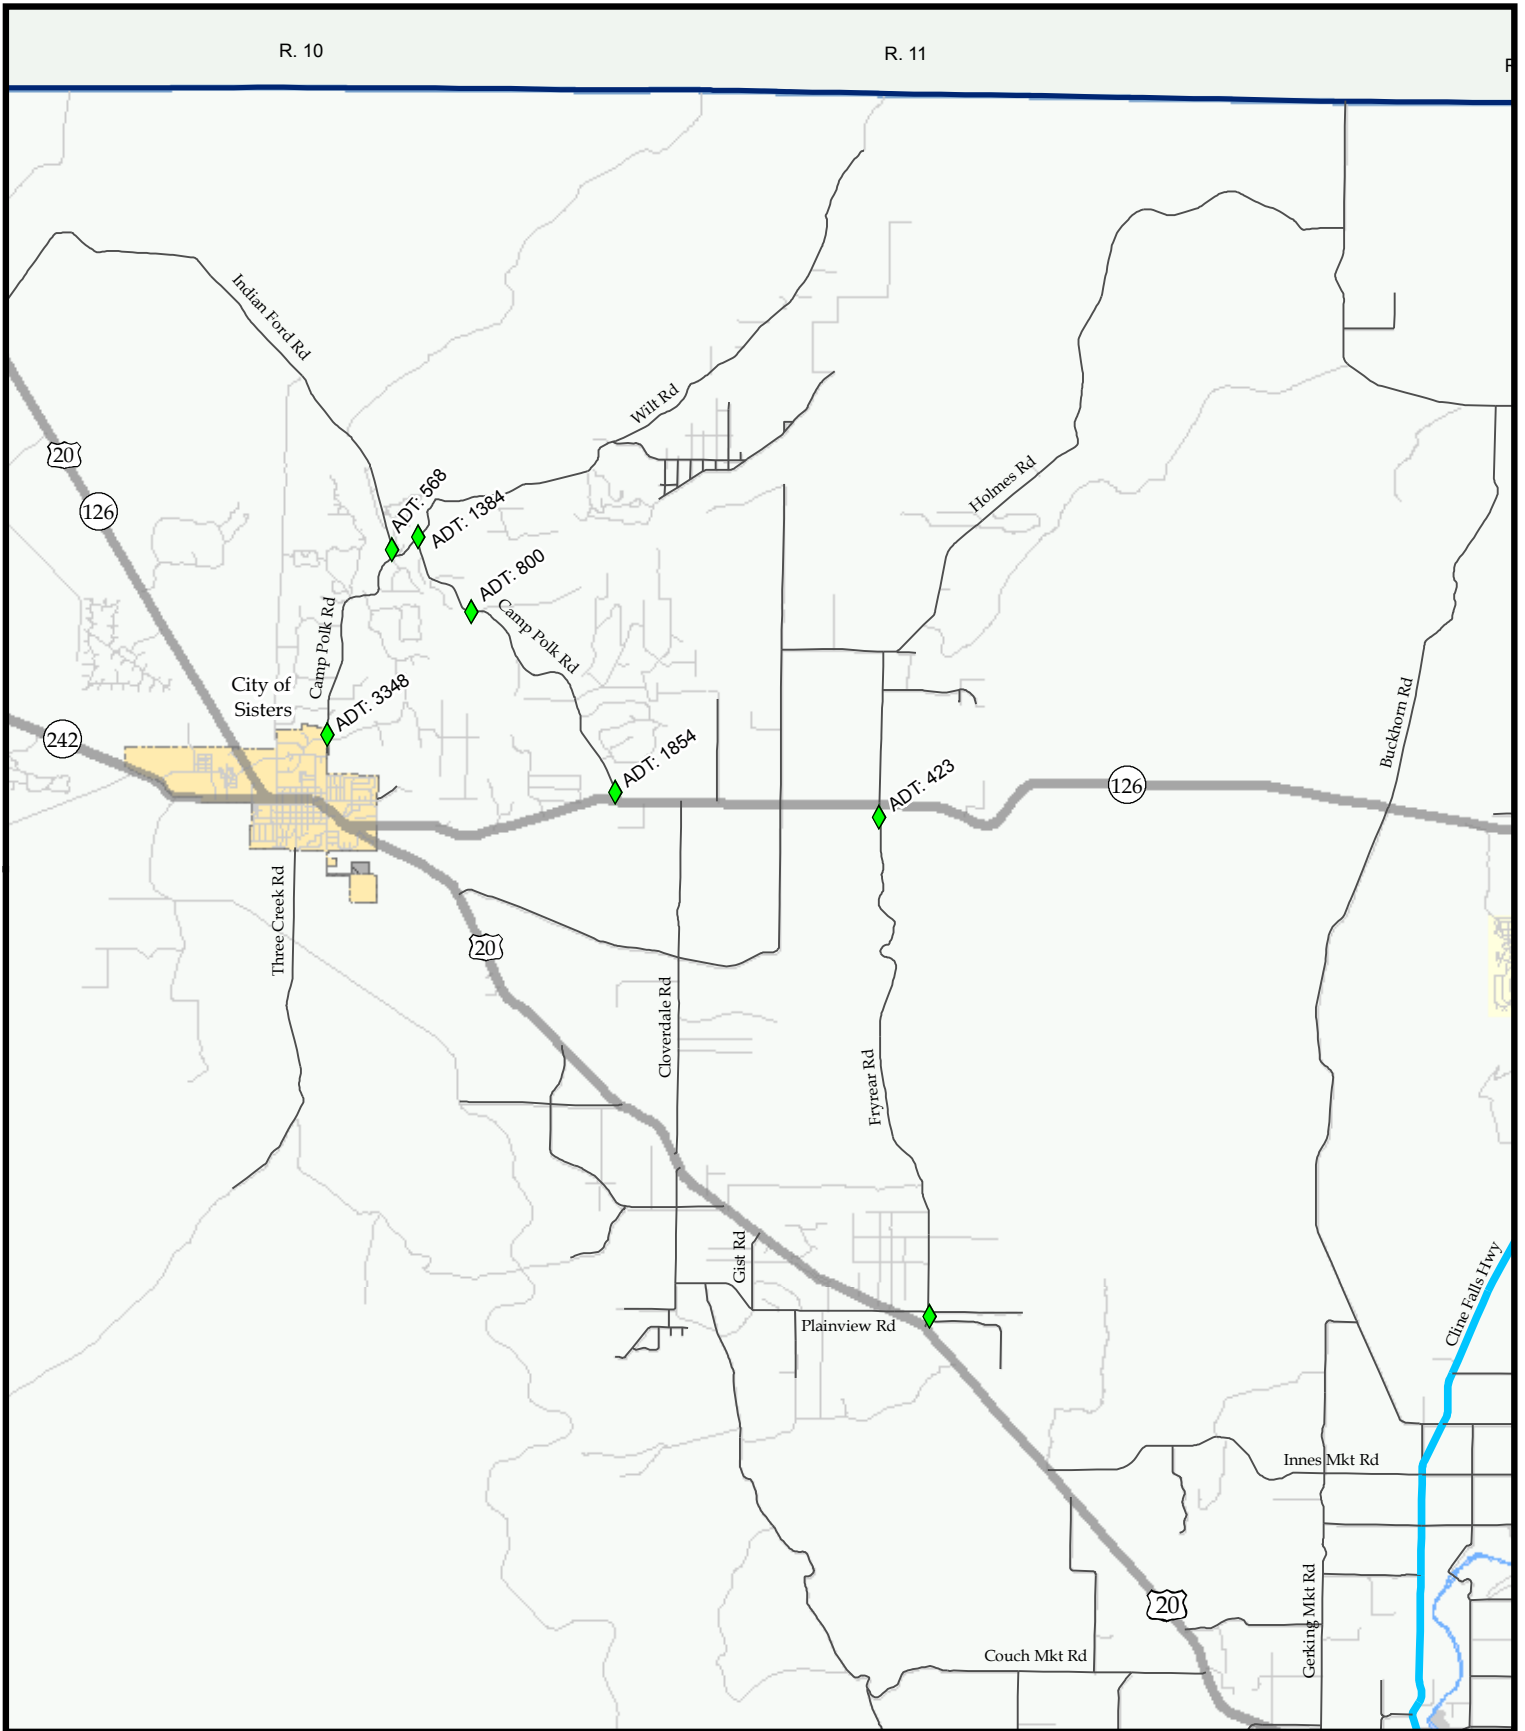 R. 10
R. 11
Indian Ford Rd
Wilt Rd
20
126
ADT: 568
ADT: 1384
Holmes Rd
ADT: 800
Camp Polk Rd
Camp Polk Rd
City of
Sisters
ADT: 3348
242
ADT: 1854
ADT: 423
126
Buckhorn Rd
Three Creek Rd
20
Cloverdale Rd
Fryrear Rd
Gist Rd
Plainview Rd
Cline Falls Hwy
Innes Mkt Rd
20
Gerking Mkt Rd
Couch Mkt Rd